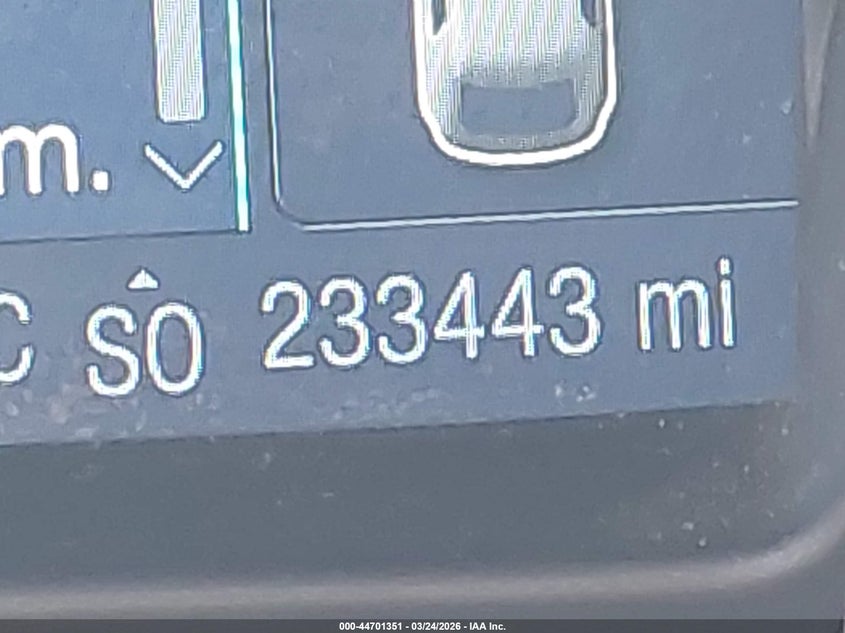 m.
C SO 233443 mi
000-44701351 - 03/24/2026 - IAA Inc.